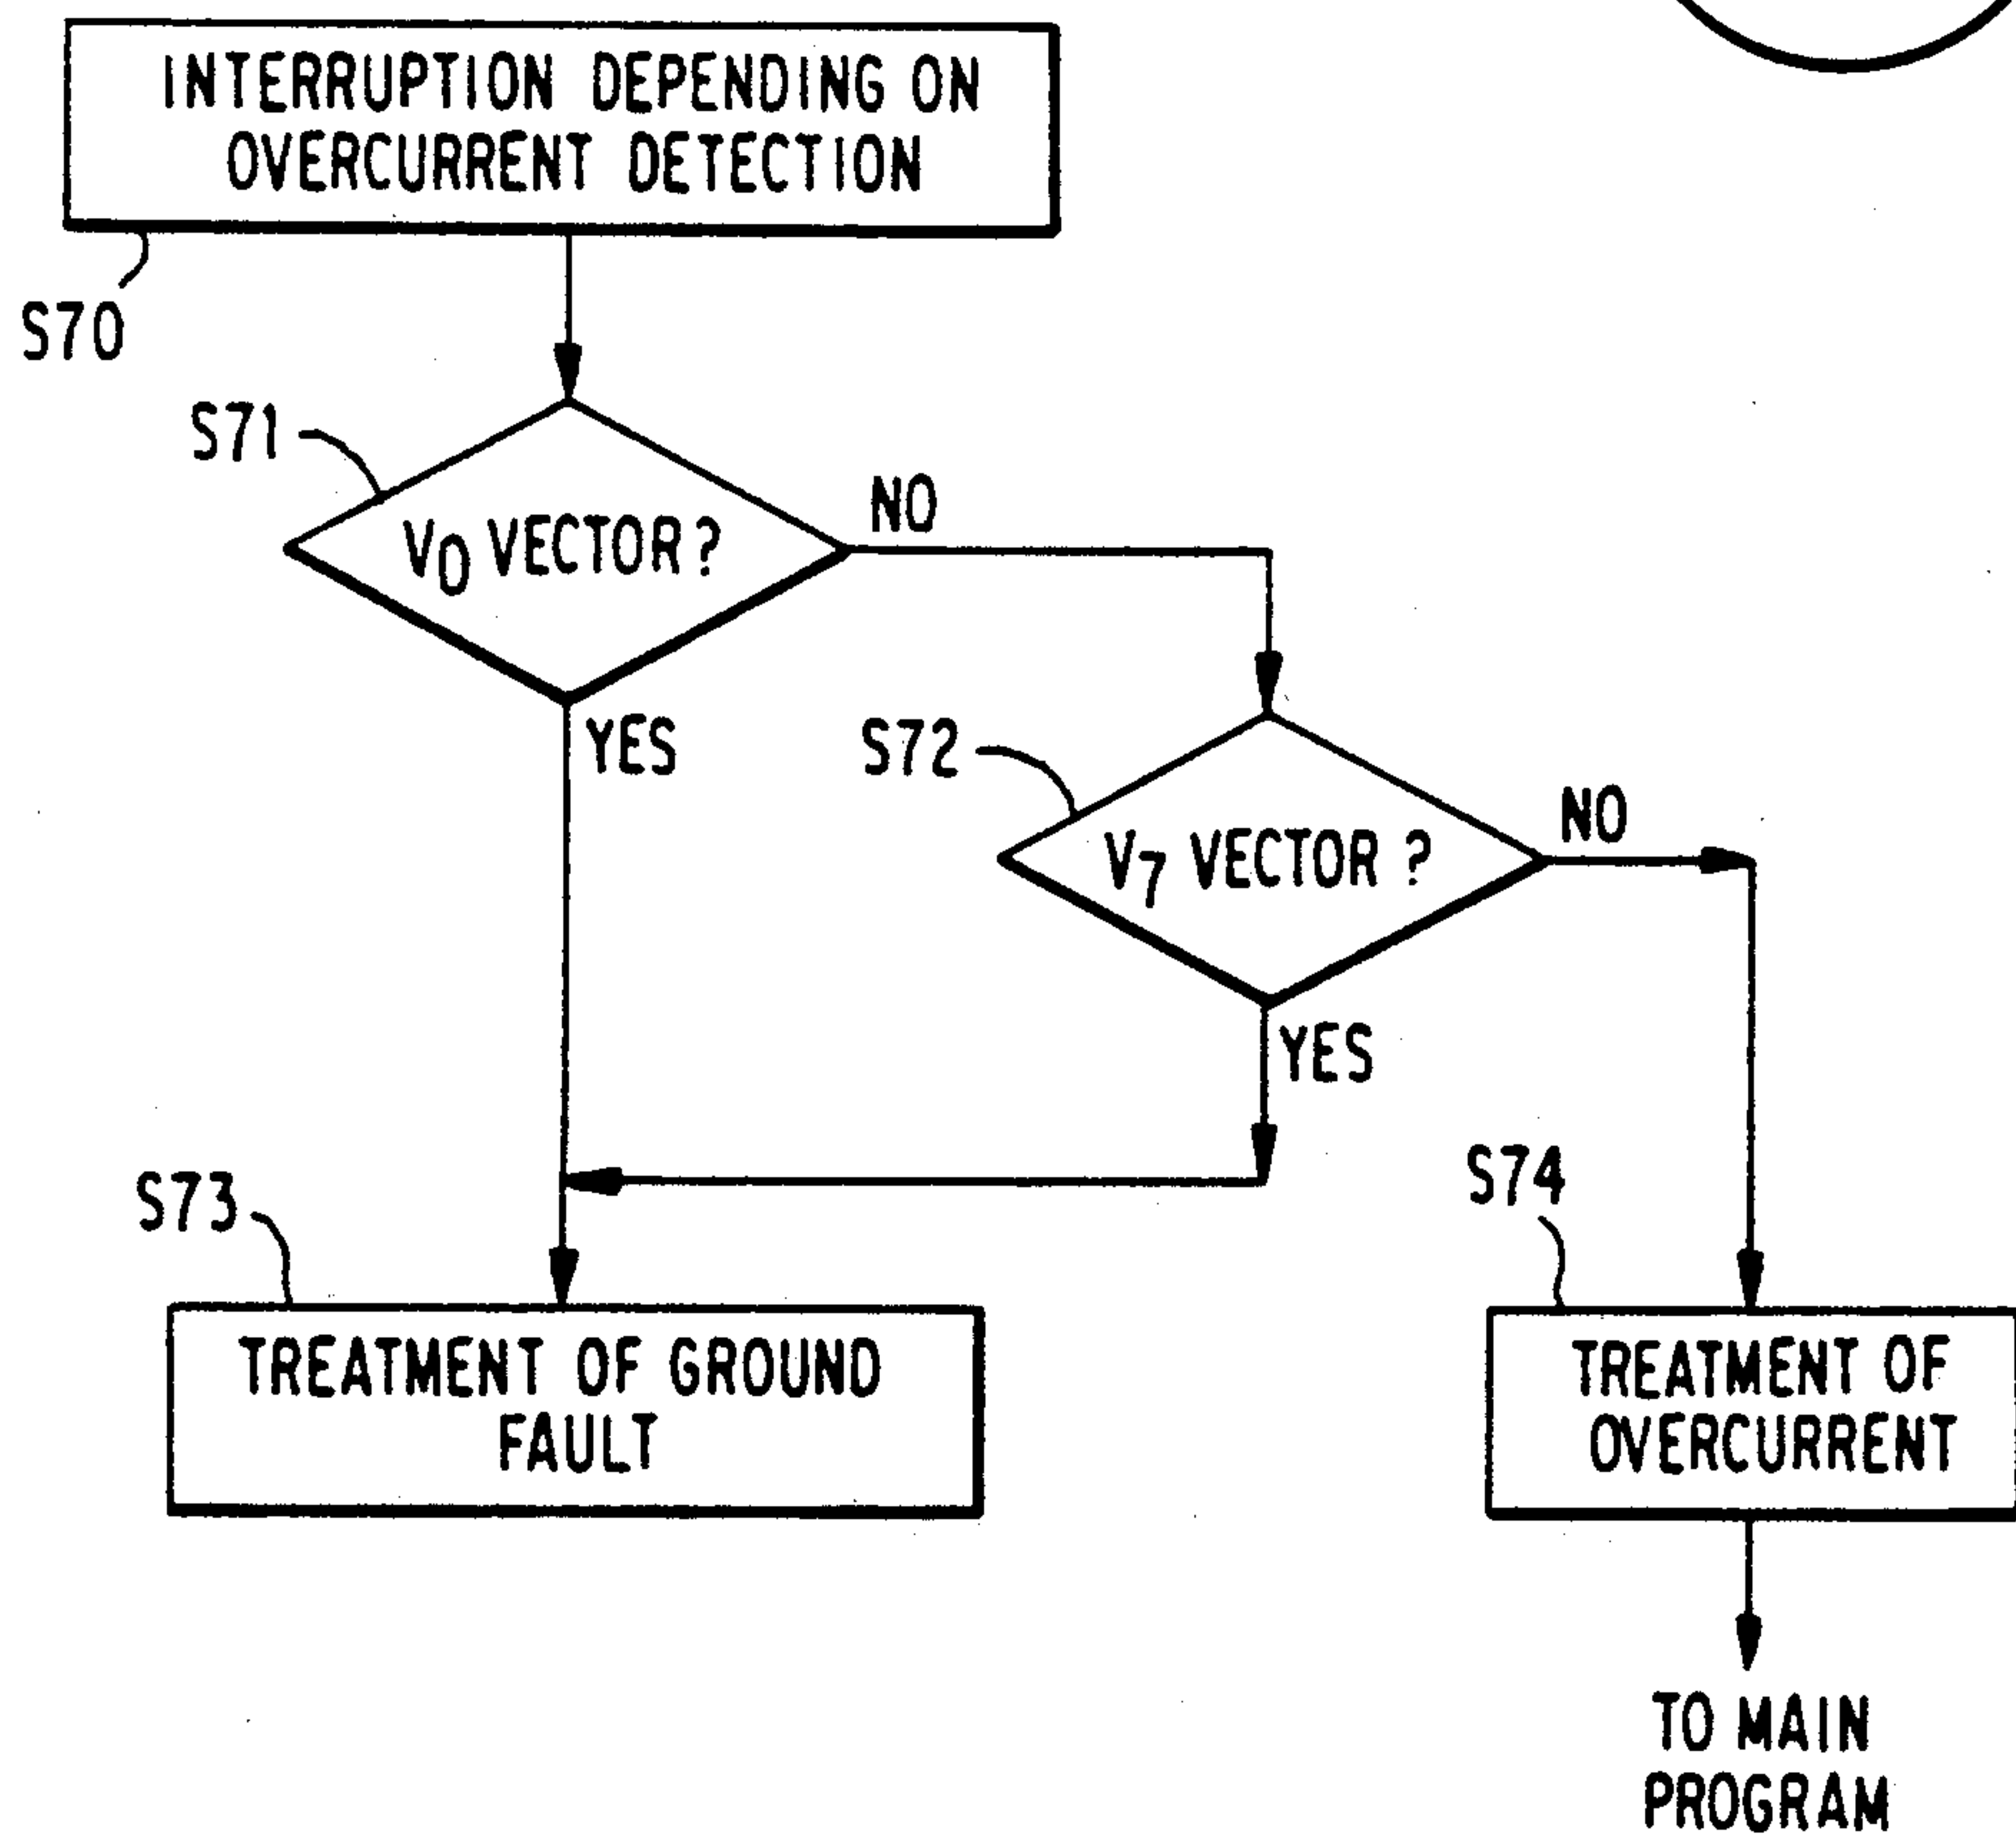 INTERRUPTION DEPENDING ON
OVERCURRENT DETECTION
S70
S71
V0 VECTOR?
NO
YES
S72
V7 VECTOR ?
NO
YES
S73
S74
TREATMENT OF GROUND
FAULT
TREATMENT OF
OVERCURRENT
TO MAIN
PROGRAM